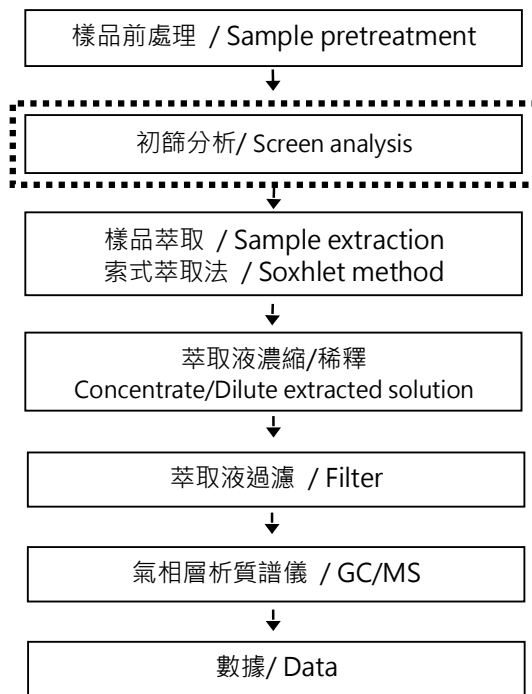 樣品前處理 / Sample pretreatment
初篩分析/ Screen analysis
樣品萃取 / Sample extraction
索式萃取法 / Soxhlet method
萃取液濃縮/稀釋
Concentrate/Dilute extracted solution
萃取液過濾 / Filter
氣相層析質譜儀 / GC/MS
數據/ Data